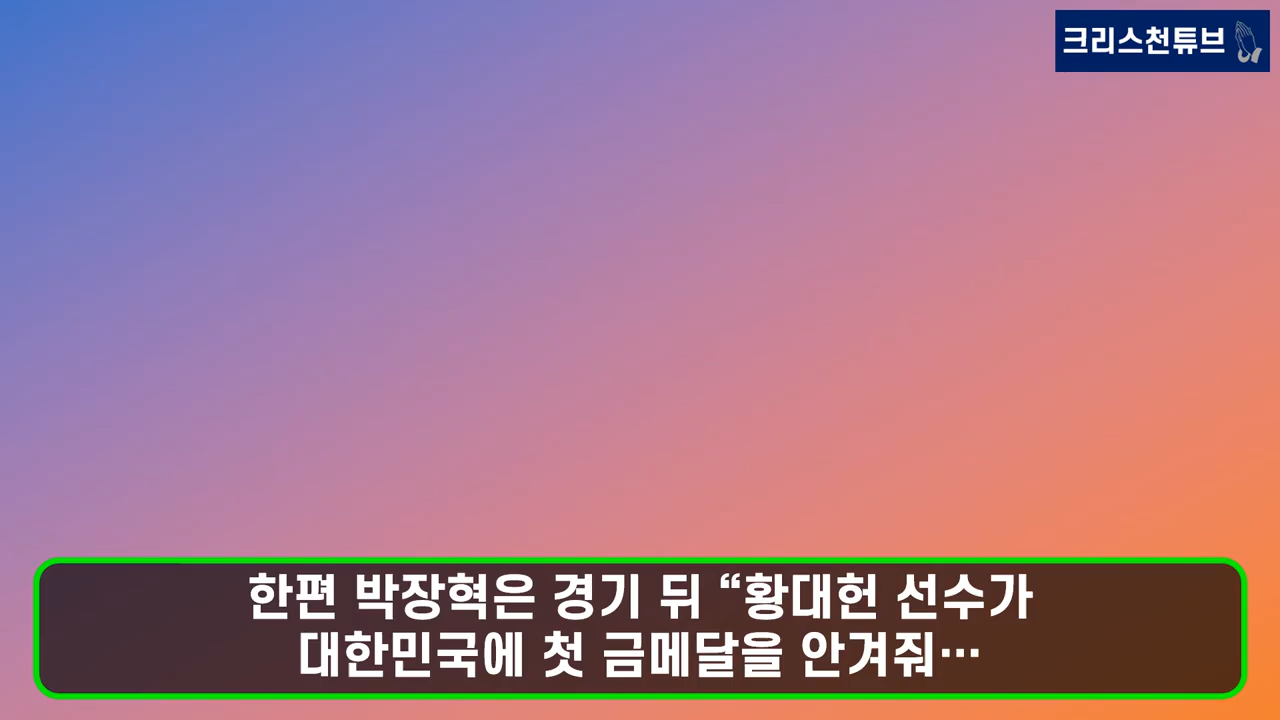 크리스천튜브
한편 박장혁은 경기 뒤 “황대헌 선수가
대한민국에 첫 금메달을 안겨줘…